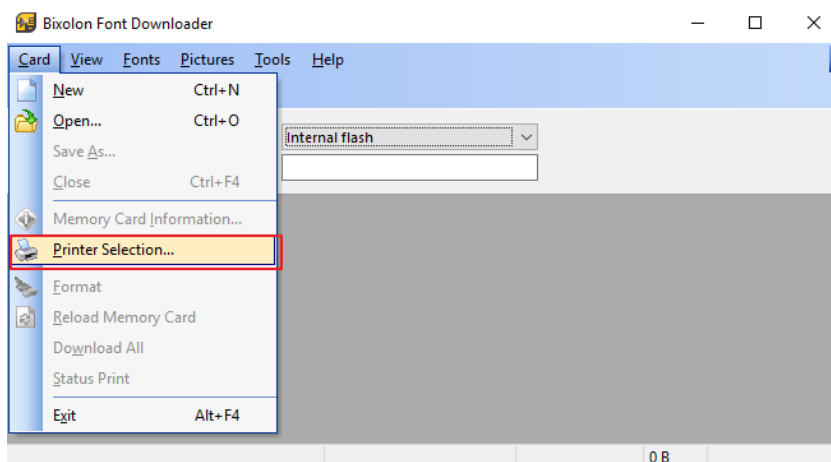 Bixolon Font Downloader
Card View Fonts Pictures Tools Help
New Ctrl+N
Open... Ctrl+O
Internal flash
Save As...
Close Ctrl+F4
Memory Card Information...
Printer Selection...
Format
Reload Memory Card
Download All
Status Print
Exit Alt+F4
0 B